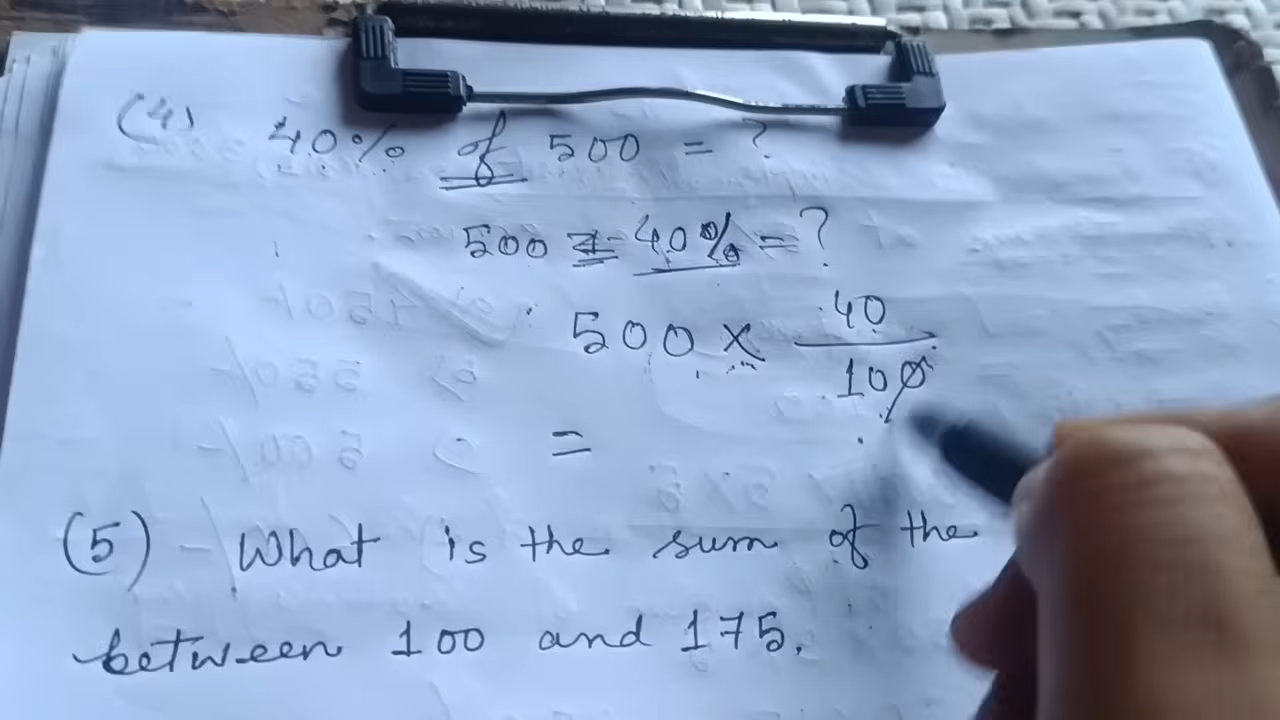 (4) 40% of 500 = ?
500 × 40% = ?
500 × 40/100
=
(5) - What is the sum of the
between 100 and 175.